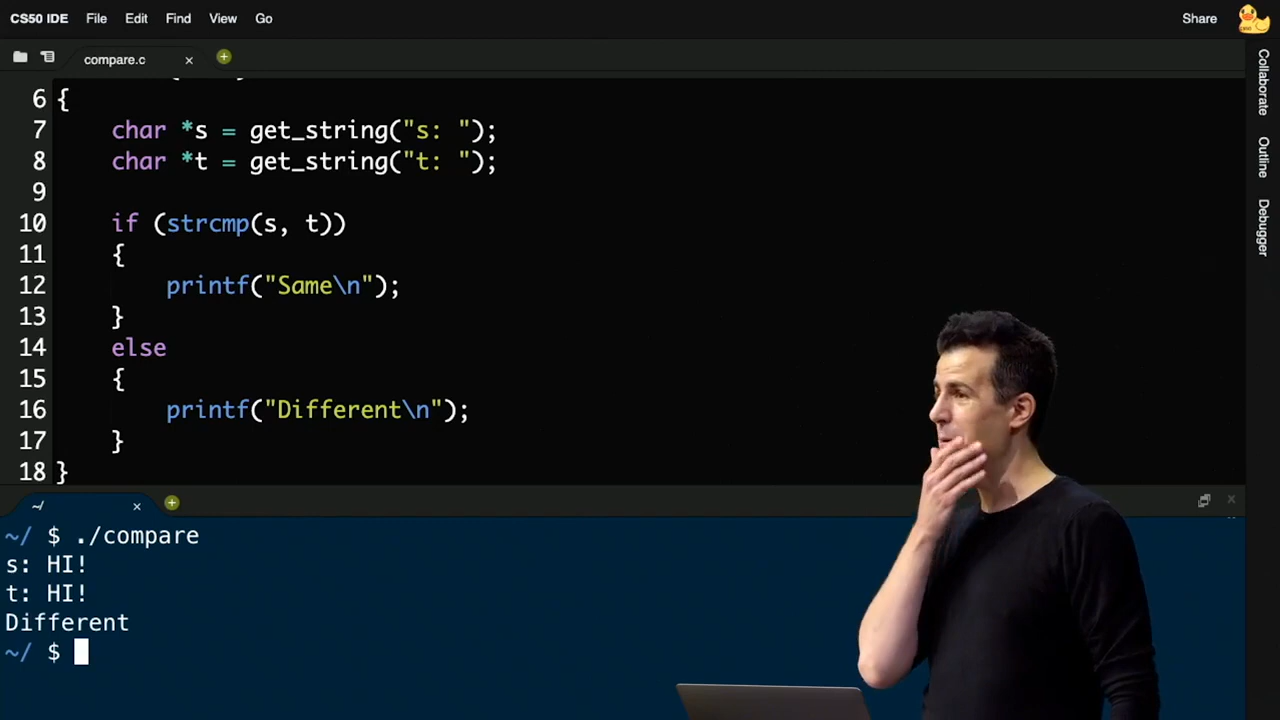 CS50 IDE File Edit Find View Go Share
compare.c
6 {
7 char *s = get_string("s: ");
8 char *t = get_string("t: ");
9
10 if (strcmp(s, t))
11 {
12 printf("Same\n");
13 }
14 else
15 {
16 printf("Different\n");
17 }
18 }
~/ $ ./compare
s: HI!
t: HI!
Different
~/ $
Collaborate
Outline
Debugger